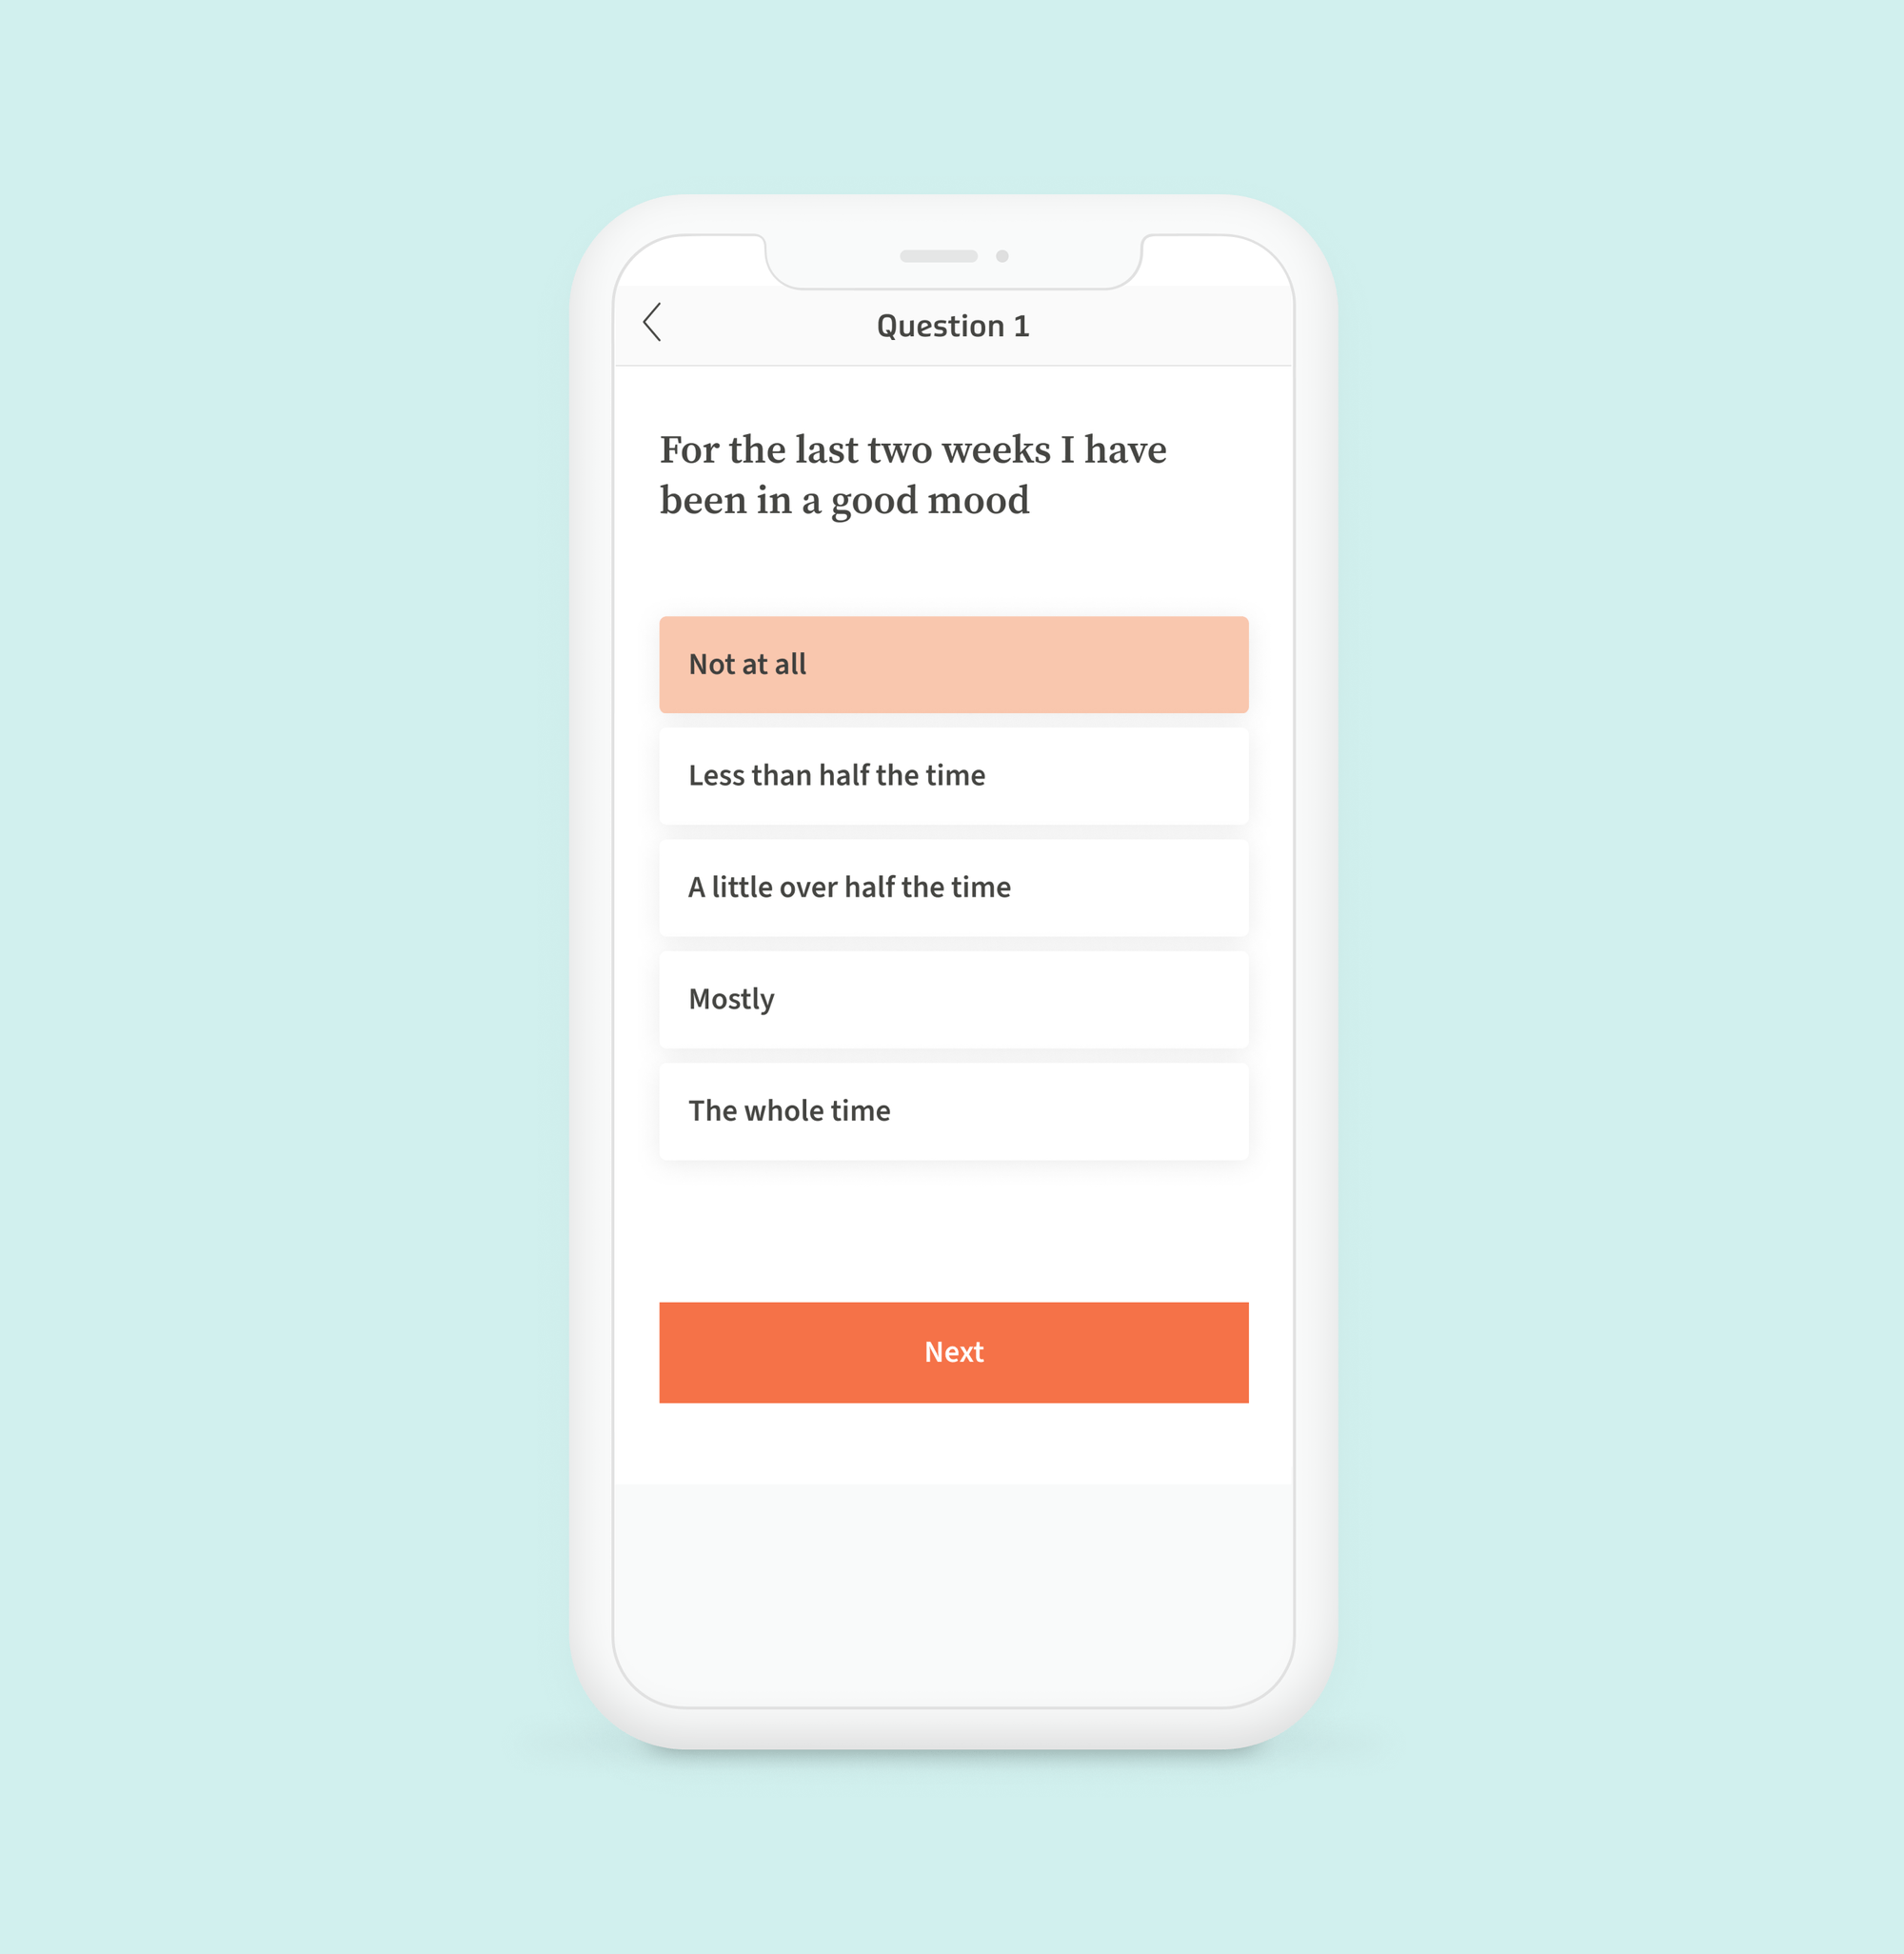 Question 1
For the last two weeks I have
been in a good mood
Not at all
Less than half the time
A little over half the time
Mostly
The whole time
Next